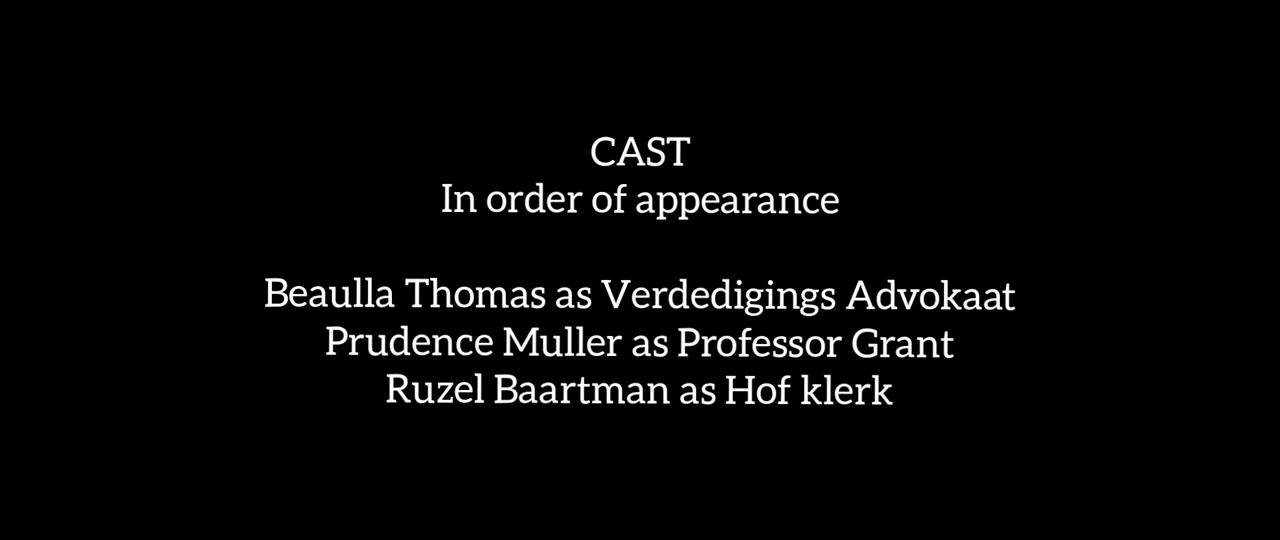 CAST
In order of appearance
Beaulla Thomas as Verdedigings Advokaat
Prudence Muller as Professor Grant
Ruzel Baartman as Hof klerk